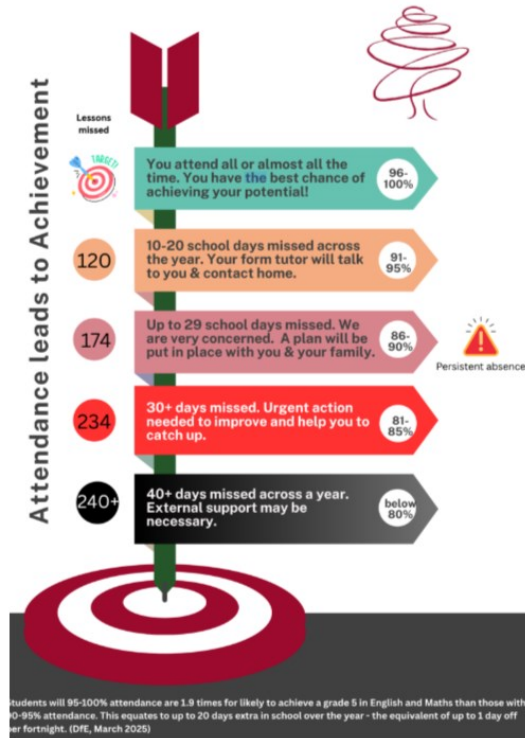 Attendance leads to Achievement
Lessons
missed
TARGET!
You attend all or almost all the
time. You have the best chance of
achieving your potential!
96-
100%
120
10-20 school days missed across
the year. Your form tutor will talk
to you & contact home.
91-
95%
174
Up to 29 school days missed. We
are very concerned. A plan will be
put in place with you & your family.
86-
90%
Persistent absence
234
30+ days missed. Urgent action
needed to improve and help you to
catch up.
81-
85%
240+
40+ days missed across a year.
External support may be
necessary.
below
80%
tudents will 95-100% attendance are 1.9 times for likely to achieve a grade 5 in English and Maths than those with
0-95% attendance. This equates to up to 20 days extra in school over the year - the equivalent of up to 1 day off
er fortnight. (DfE, March 2025)